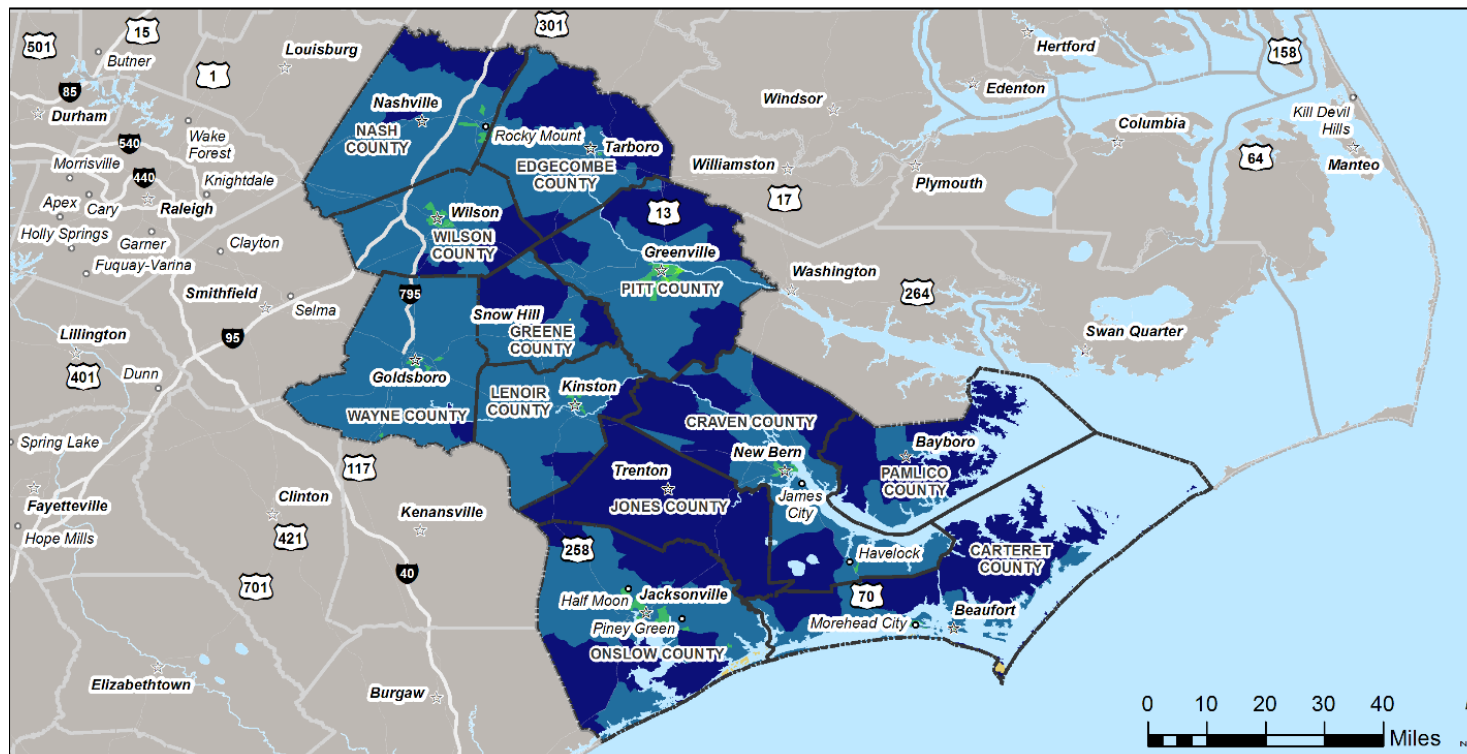 15
301
501
Louisburg
Hertford
158
Butner
1
Edenton
85
Nashville
Windsor
Kill Devil
Hills
Durham
NASH
COUNTY
Rocky Mount
Columbia
Wake
Forest
540
Tarboro
64
Manteo
Morrisville
EDGECOMBE
COUNTY
Williamston
Plymouth
440
Knightdale
17
Apex
Cary
Raleigh
Wilson
13
Holly Springs
Garner
WILSON
COUNTY
Greenville
Clayton
Fuquay-Varina
Washington
PITT COUNTY
Smithfield
Selma
795
264
Snow Hill
GREENE
COUNTY
Swan Quarter
Lillington
95
401
Dunn
Goldsboro
LENOIR
COUNTY
Kinston
WAYNE COUNTY
CRAVEN COUNTY
Spring Lake
Bayboro
117
New Bern
PAMLICO
COUNTY
Trenton
Clinton
JONES COUNTY
James
City
Fayetteville
Kenansville
Hope Mills
421
258
Havelock
CARTERET
COUNTY
40
701
70
Half Moon
Jacksonville
Beaufort
Piney Green
Morehead City
ONSLOW COUNTY
Elizabethtown
Burgaw
0 10 20 30 40
Miles